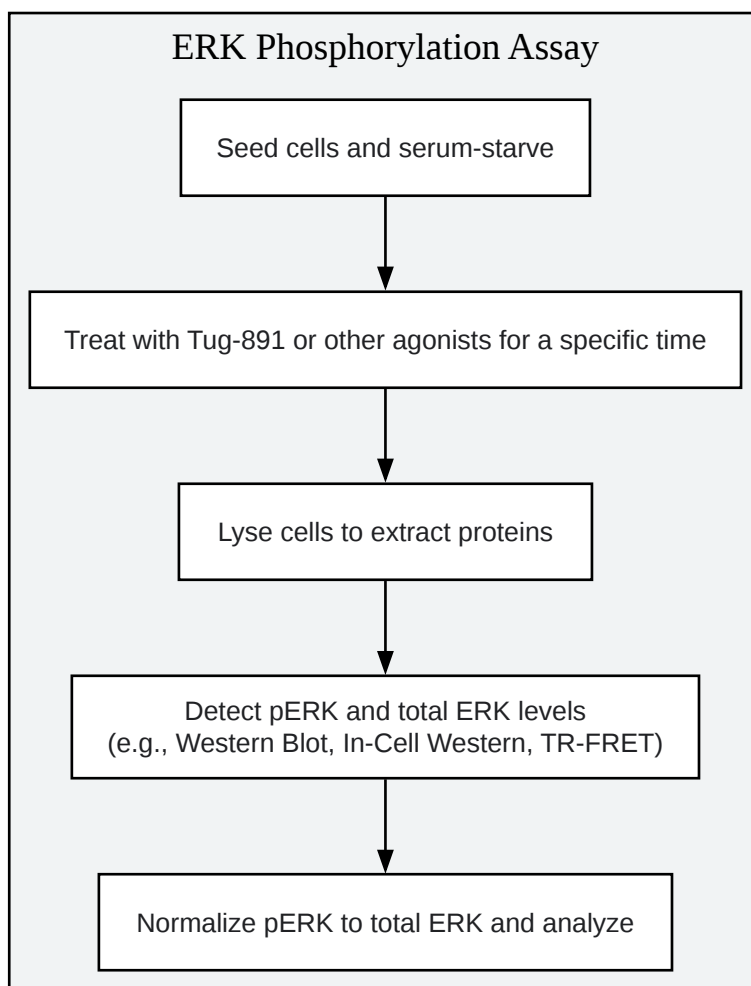 ERK Phosphorylation Assay
Seed cells and serum-starve
Treat with Tug-891 or other agonists for a specific time
Lyse cells to extract proteins
Detect pERK and total ERK levels
(e.g., Western Blot, In-Cell Western, TR-FRET)
Normalize pERK to total ERK and analyze